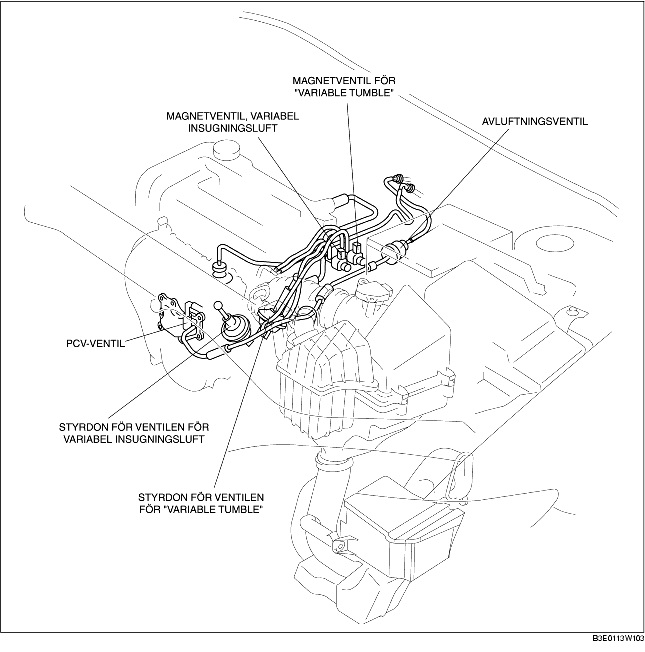 MAGNETVENTIL FÖR
"VARIABLE TUMBLE"
MAGNETVENTIL, VARIABEL
INSUGNINGSLUFT
AVLUFTNINGSVENTIL
PCV-VENTIL
STYRDON FÖR VENTILEN FÖR
VARIABEL INSUGNINGSLUFT
STYRDON FÖR VENTILEN
FÖR "VARIABLE TUMBLE"
B3E0113W103